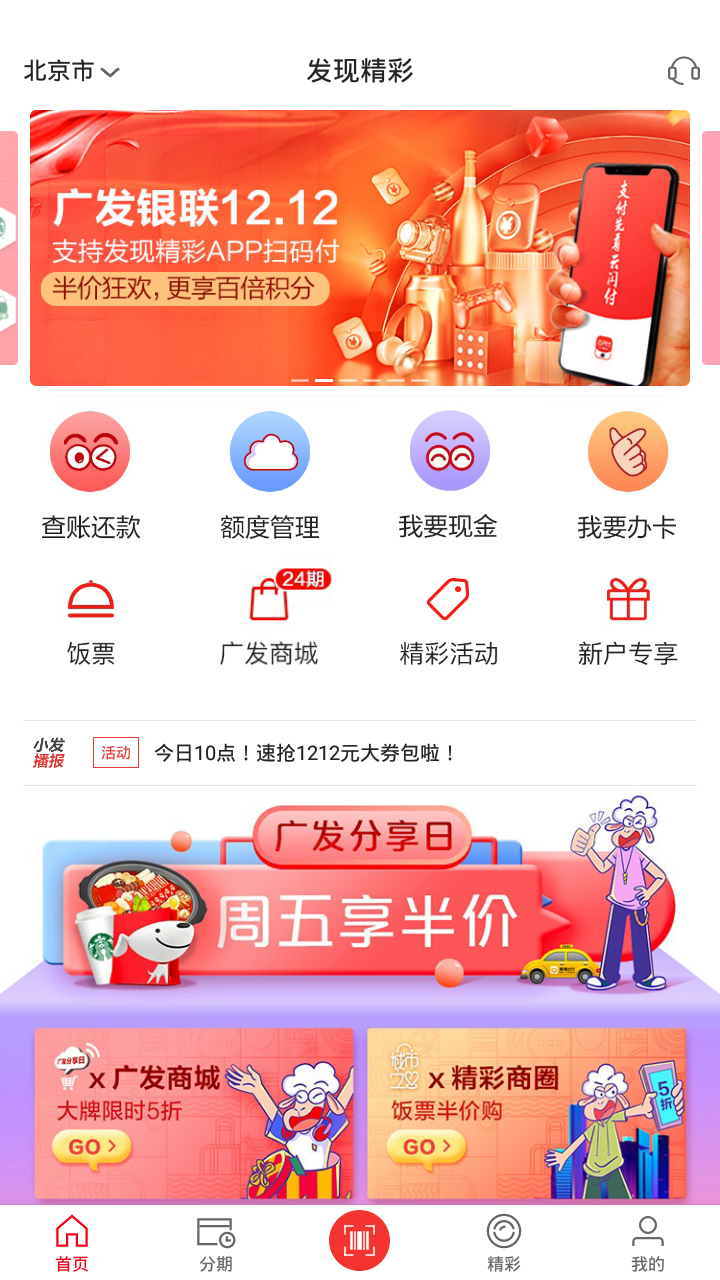 北京市
发现精彩
广发银联12.12
支持发现精彩APP扫码付
半价狂欢,更享百倍积分
支付先看云闪付
查账还款
额度管理
我要现金
我要办卡
24期
饭票
广发商城
精彩活动
新户专享
小发
播报
活动
今日10点！速抢1212元大券包啦！
广发分享日
周五享半价
广发分享日
x 广发商城
大牌限时5折
GO >
x 精彩商圈
饭票半价购
GO >
5折
首页
分期
精彩
我的